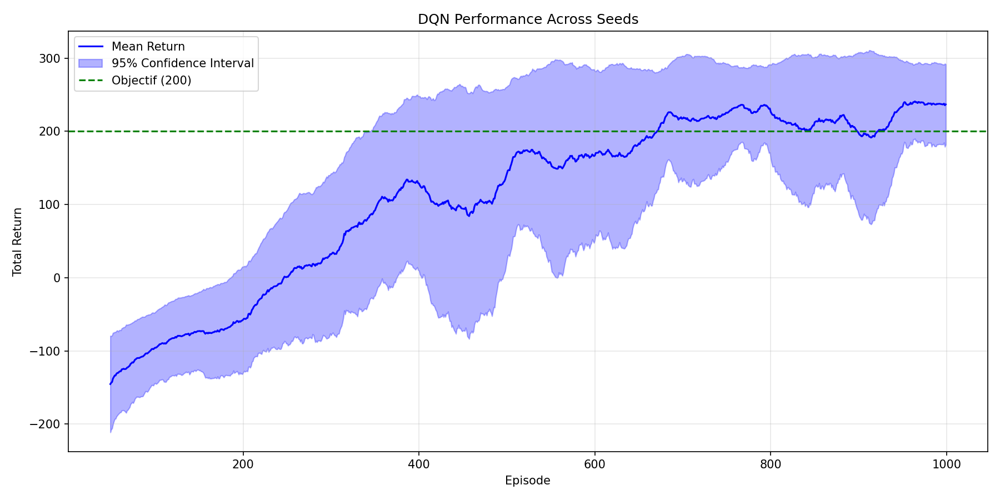 DQN Performance Across Seeds
Mean Return
95% Confidence Interval
Objectif (200)
300
200
100
0
−100
−200
Total Return
200
400
600
800
1000
Episode